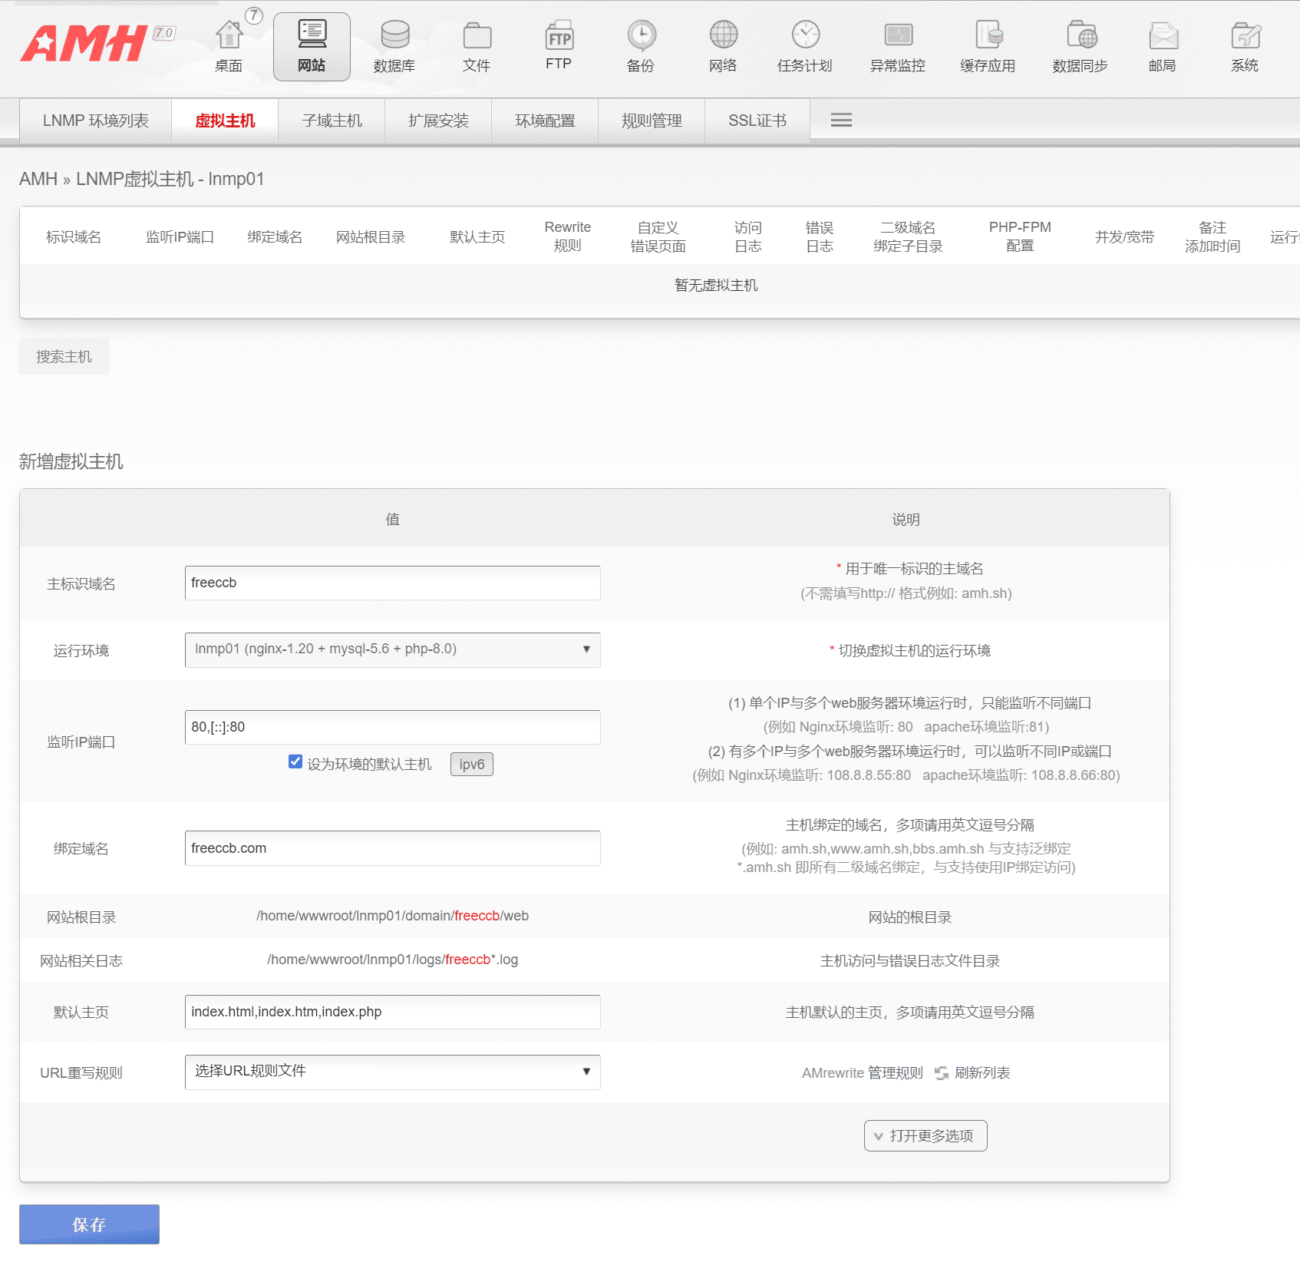 AMH 7.0
桌面 7
网站
数据库
文件
FTP
FTP
备份
网络
任务计划
异常监控
缓存应用
数据同步
邮局
系统
LNMP 环境列表
虚拟主机
子域主机
扩展安装
环境配置
规则管理
SSL证书
AMH » LNMP虚拟主机 - lnmp01
标识域名
监听IP端口
绑定域名
网站根目录
默认主页
Rewrite
规则
自定义
错误页面
访问
日志
错误
日志
二级域名
绑定子目录
PHP-FPM
配置
并发/宽带
备注
添加时间
运行
暂无虚拟主机
搜索主机
新增虚拟主机
值
说明
主标识域名
freeccb
* 用于唯一标识的主域名
(不需填写http:// 格式例如: amh.sh)
运行环境
lnmp01 (nginx-1.20 + mysql-5.6 + php-8.0)
* 切换虚拟主机的运行环境
监听IP端口
80,[::]:80
设为环境的默认主机
ipv6
(1) 单个IP与多个web服务器环境运行时，只能监听不同端口
(例如 Nginx环境监听: 80 apache环境监听:81)
(2) 有多个IP与多个web服务器环境运行时，可以监听不同IP或端口
(例如 Nginx环境监听: 108.8.8.55:80 apache环境监听: 108.8.8.66:80)
绑定域名
freeccb.com
主机绑定的域名，多项请用英文逗号分隔
(例如: amh.sh,www.amh.sh,bbs.amh.sh 与支持泛绑定
*.amh.sh 即所有二级域名绑定，与支持使用IP绑定访问)
网站根目录
/home/wwwroot/lnmp01/domain/freeccb/web
网站的根目录
网站相关日志
/home/wwwroot/lnmp01/logs/freeccb*.log
主机访问与错误日志文件目录
默认主页
index.html,index.htm,index.php
主机默认的主页，多项请用英文逗号分隔
URL重写规则
选择URL规则文件
AMrewrite 管理规则 刷新列表
打开更多选项
保存